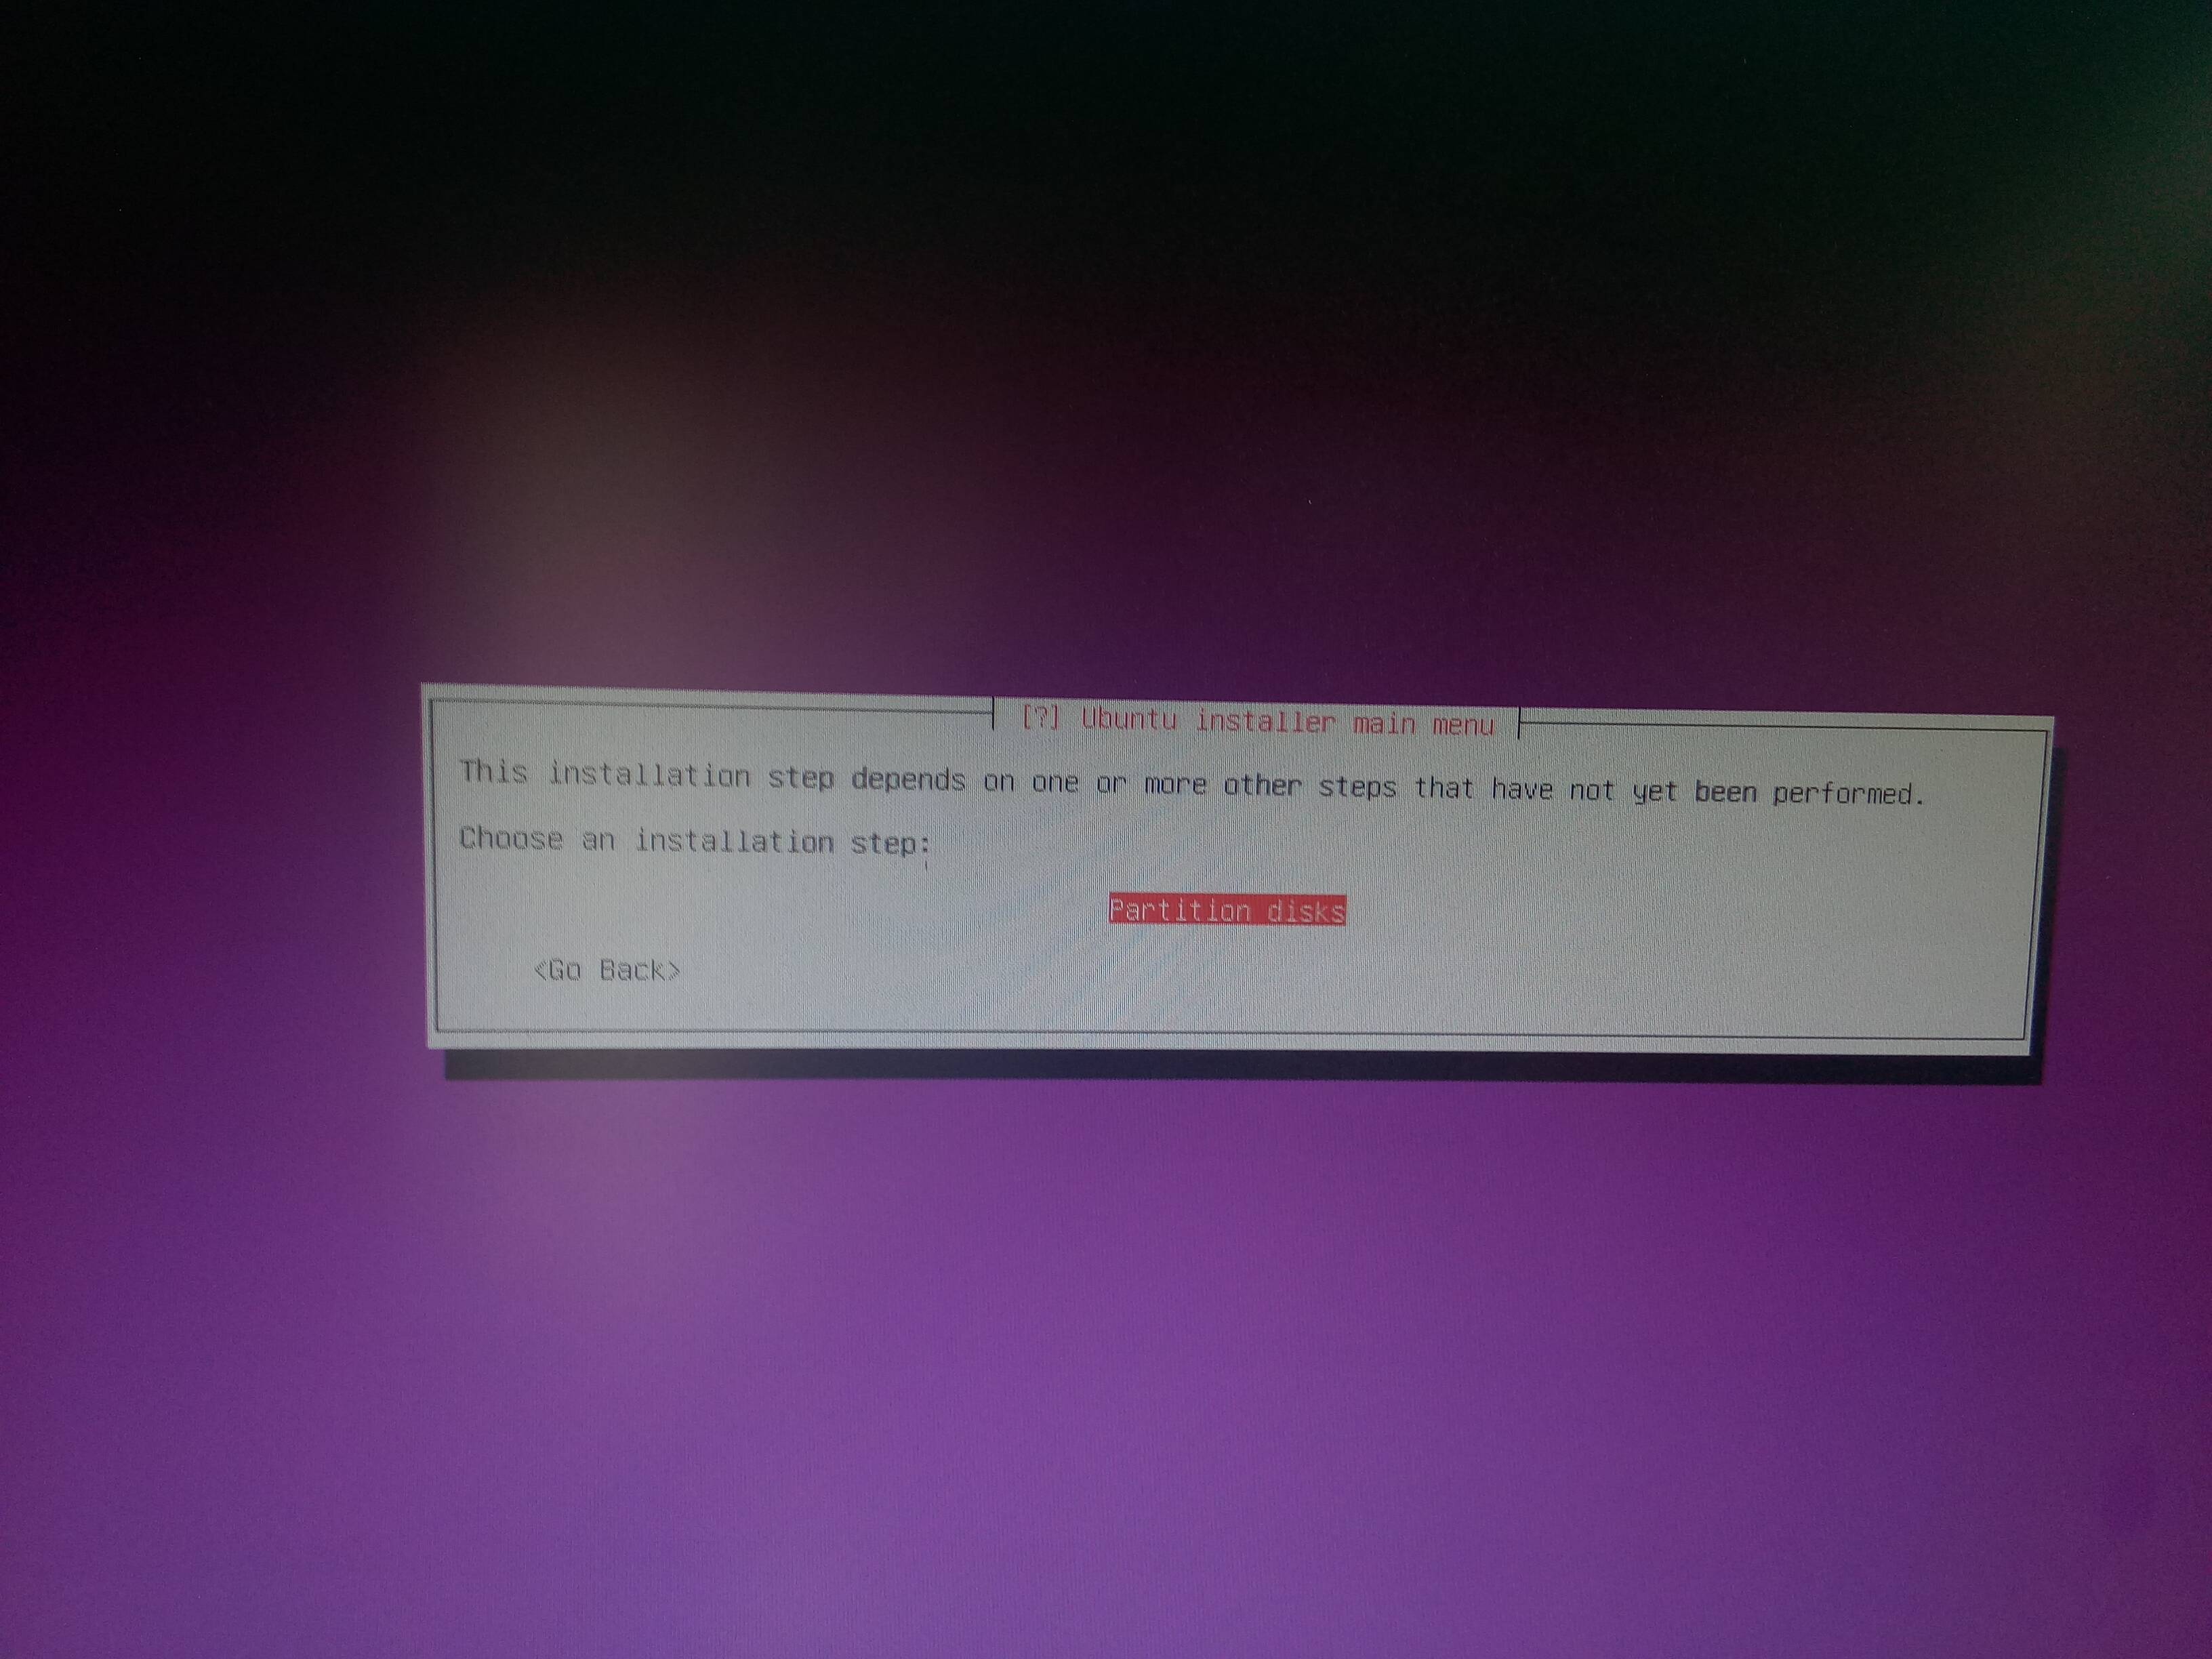 [?] Ubuntu installer main menu
This installation step depends on one or more other steps that have not yet been performed.
Choose an installation step:
Partition disks
<Go Back>